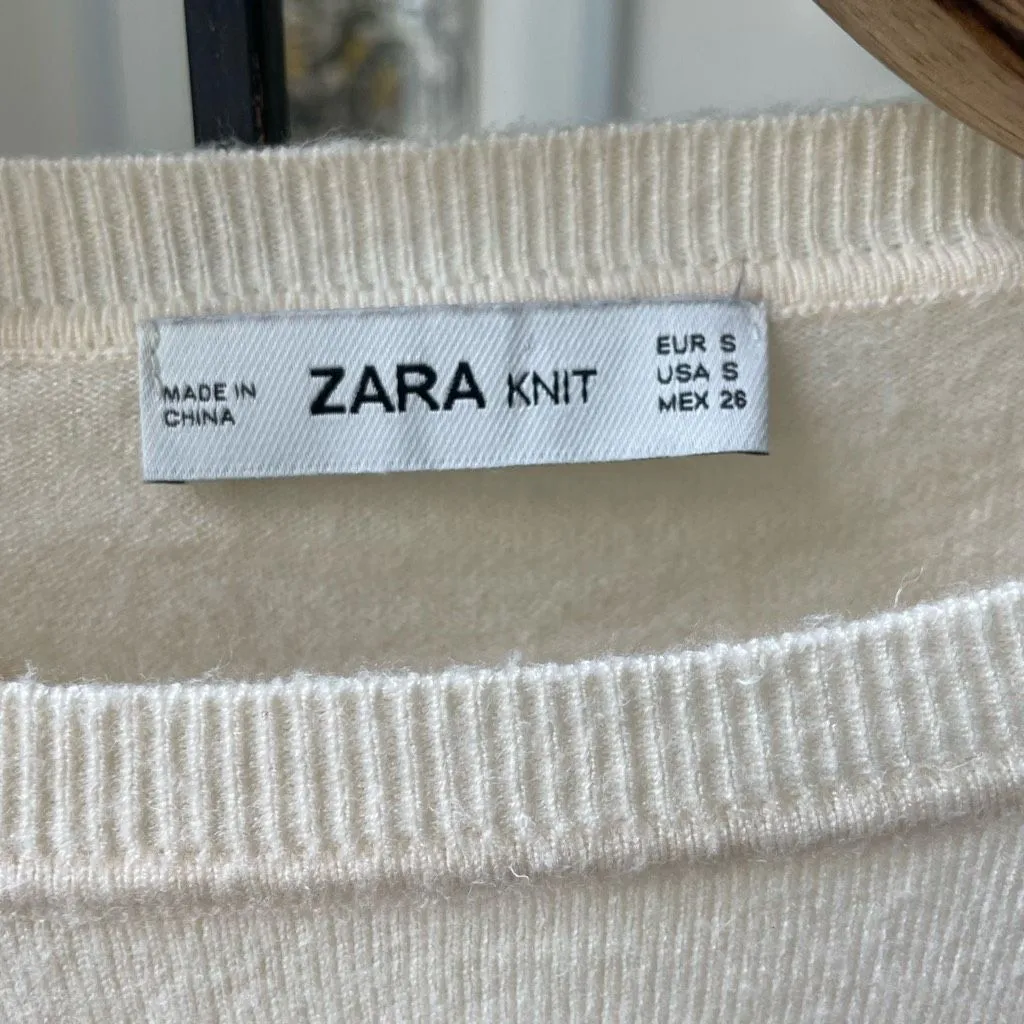 MADE IN
CHINA
ZARA KNIT
EUR S
USA S
MEX 26